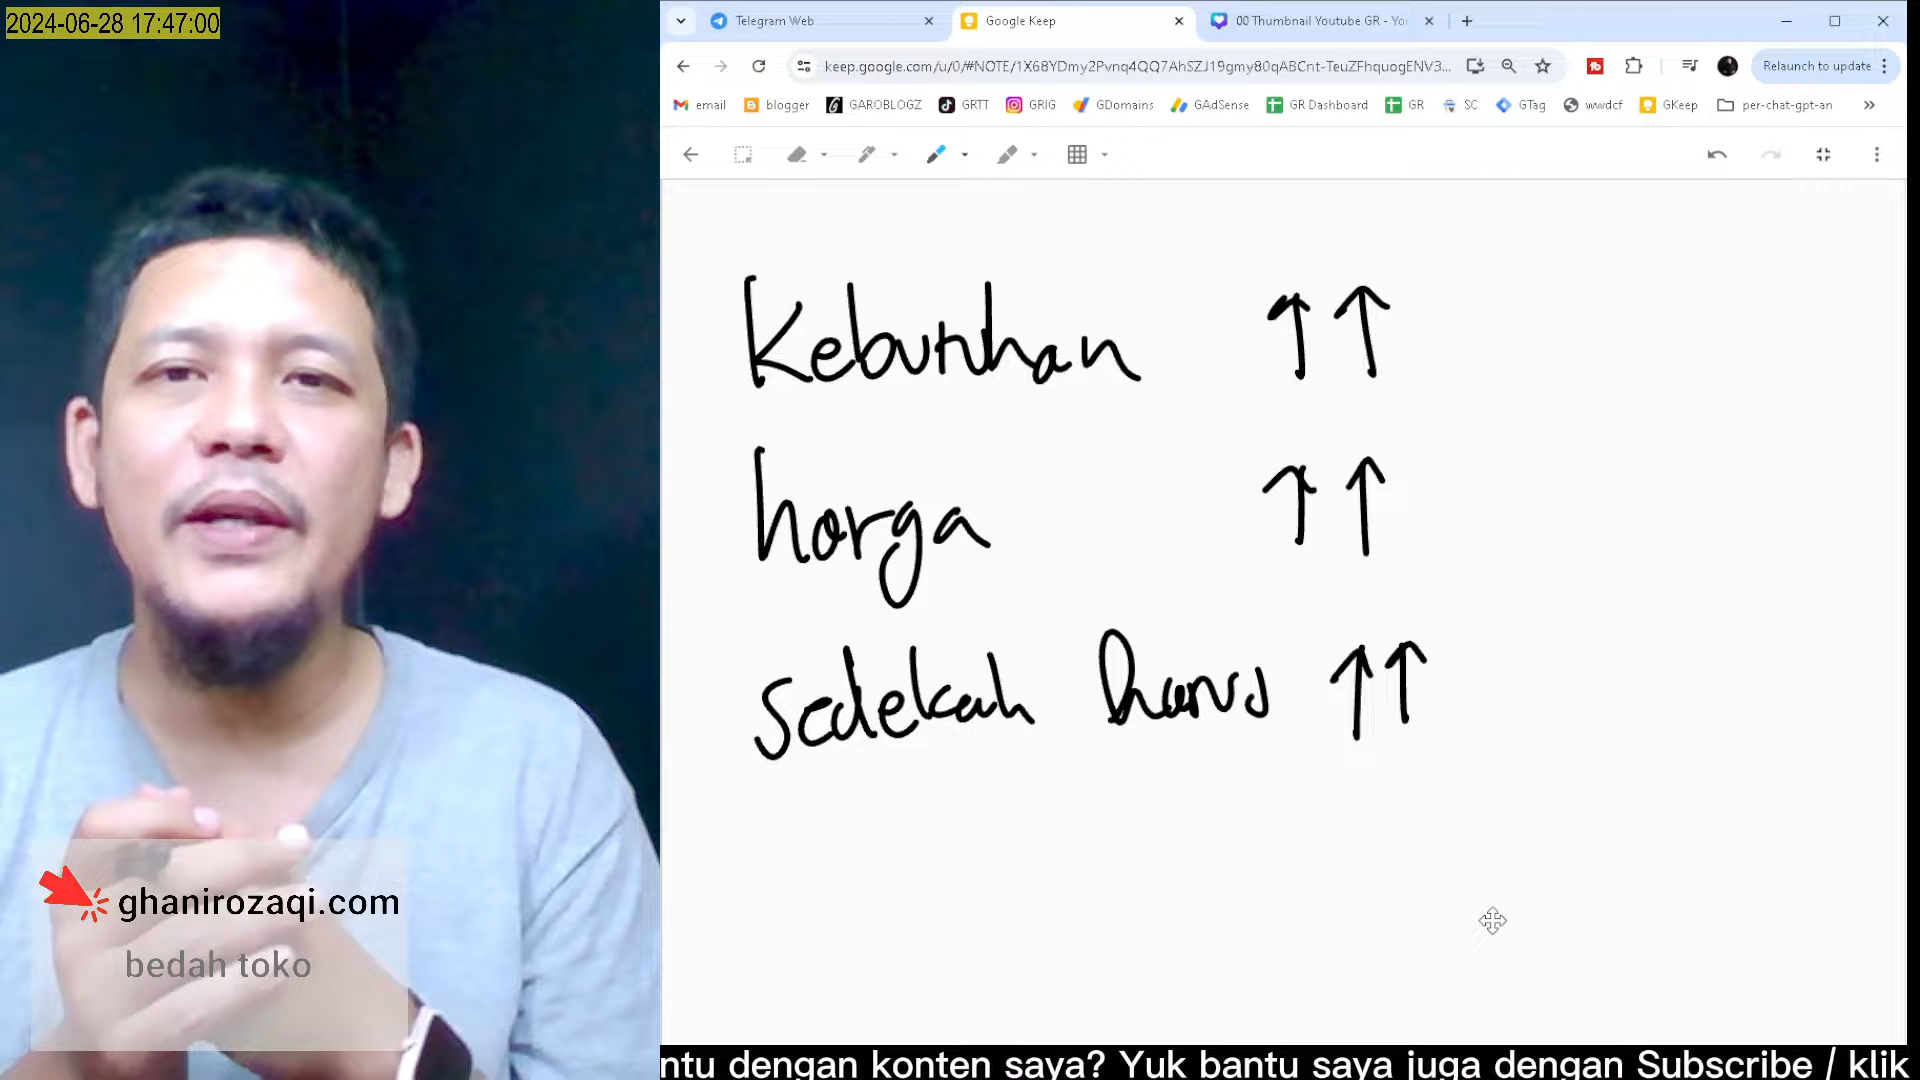 2024-06-28 17:47:00
Telegram Web
Google Keep
00 Thumbnail Youtube GR - Yo
keep.google.com/u/0/#NOTE/1X68YDmy2Pvnq4QQ7AhSZJ19gmy80qABCnt-TeuZFhquogENV3...
Relaunch to update
email blogger GAROBLOGZ GRTT GRIG GDomains GAdSense GR Dashboard GR SC GTag wwdcf GKeep per-chat-gpt-an
Kebutuhan ↑↑
harga ↑↑
sedekah harus ↑↑
ghanirozaqi.com
bedah toko
ntu dengan konten saya? Yuk bantu saya juga dengan Subscribe / klik